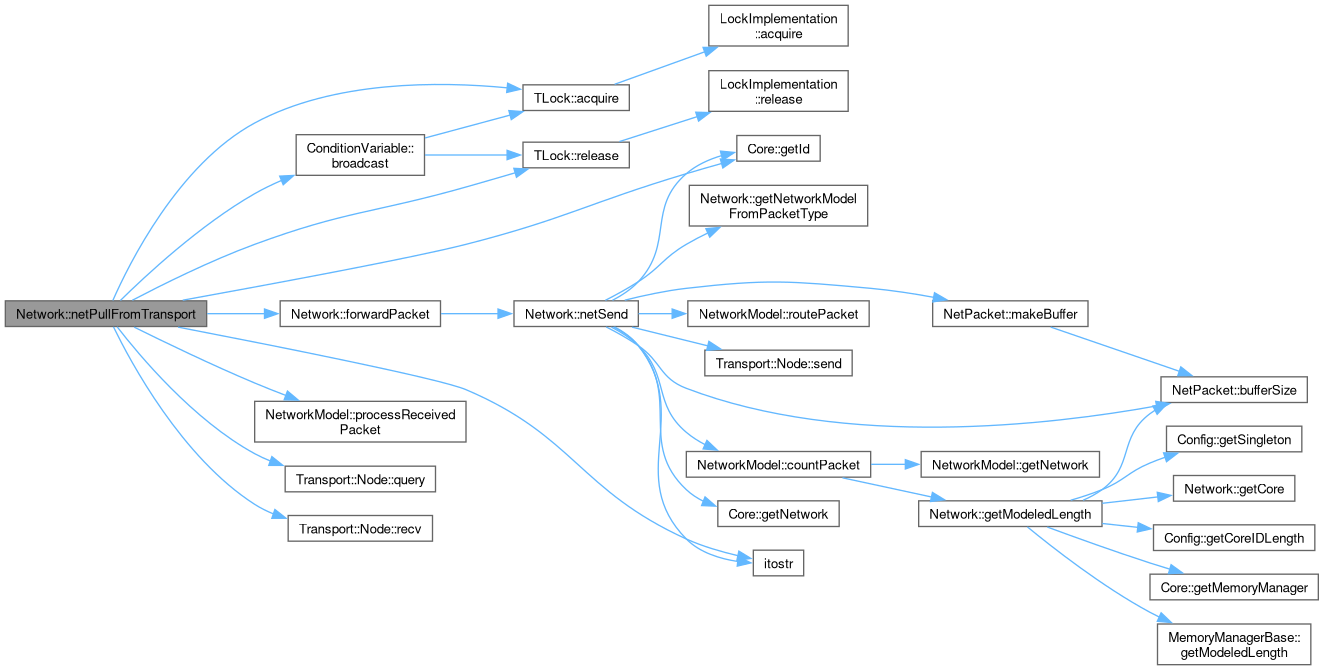 LockImplementation
::acquire
LockImplementation
::release
TLock::acquire
ConditionVariable::
broadcast
TLock::release
Core::getId
Network::getNetworkModel
FromPacketType
Network::netPullFromTransport
Network::forwardPacket
Network::netSend
NetPacket::makeBuffer
NetworkModel::routePacket
Transport::Node::send
NetPacket::bufferSize
NetworkModel::processReceived
Packet
Config::getSingleton
NetworkModel::countPacket
NetworkModel::getNetwork
Transport::Node::query
Network::getCore
Core::getNetwork
Network::getModeledLength
Transport::Node::recv
Config::getCoreIDLength
itostr
Core::getMemoryManager
MemoryManagerBase::
getModeledLength